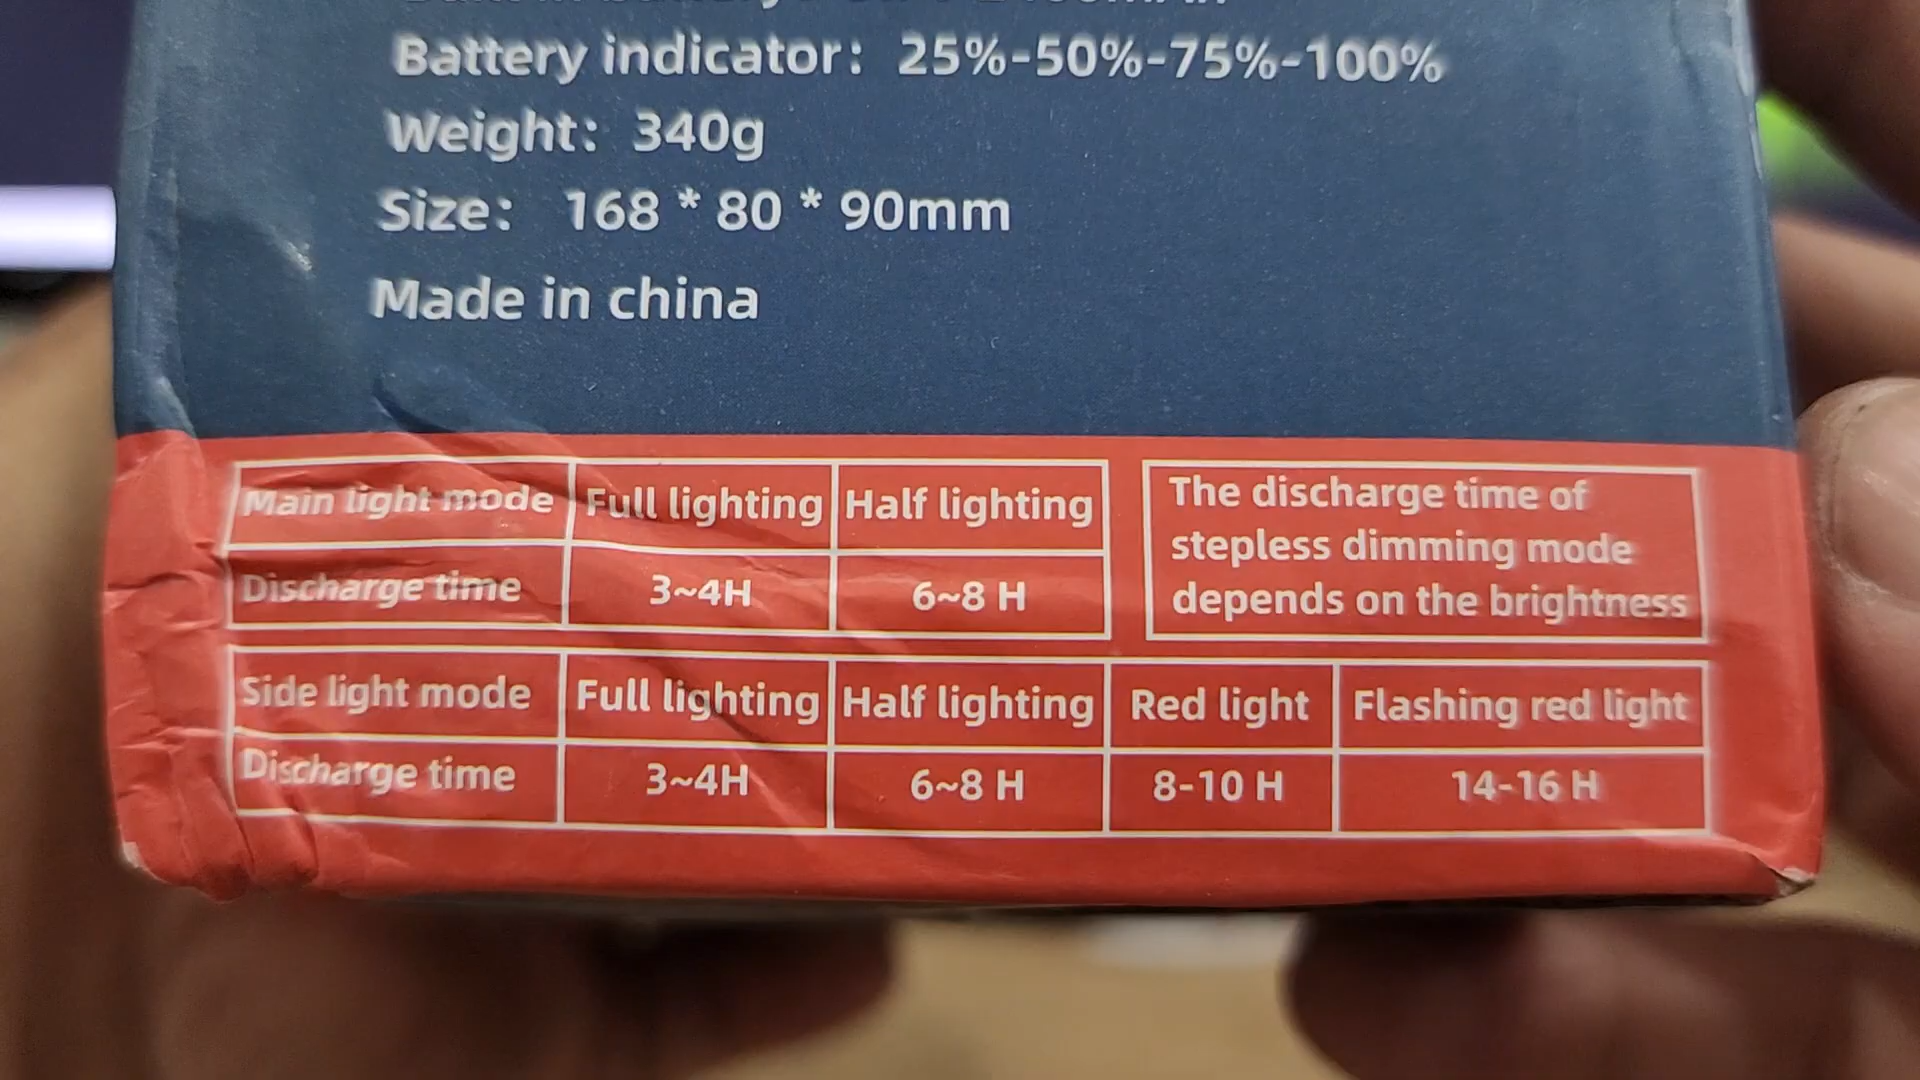 Battery indicator: 25%-50%-75%-100%
Weight: 340g
Size: 168 * 80 * 90mm
Made in china
Main light mode Full lighting Half lighting
Discharge time 3~4H 6~8 H
The discharge time of
stepless dimming mode
depends on the brightness
Side light mode Full lighting Half lighting Red light Flashing red light
Discharge time 3~4H 6~8 H 8-10 H 14-16 H